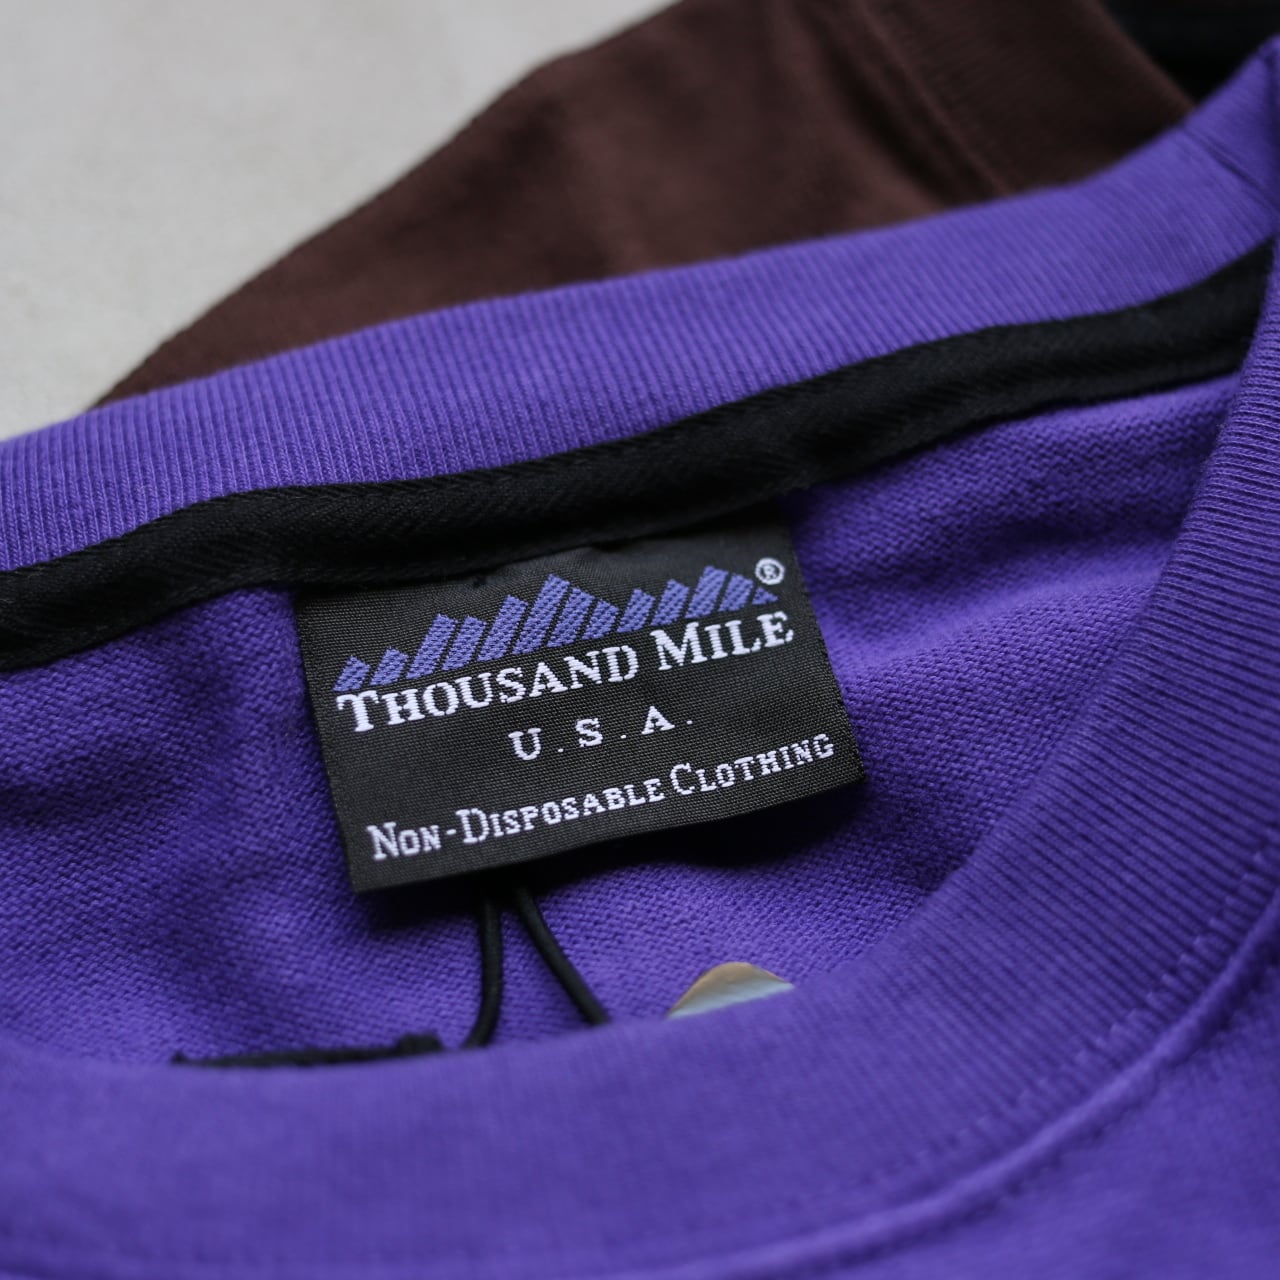 THOUSAND MILE®
U.S.A.
NON-DISPOSABLE CLOTHING